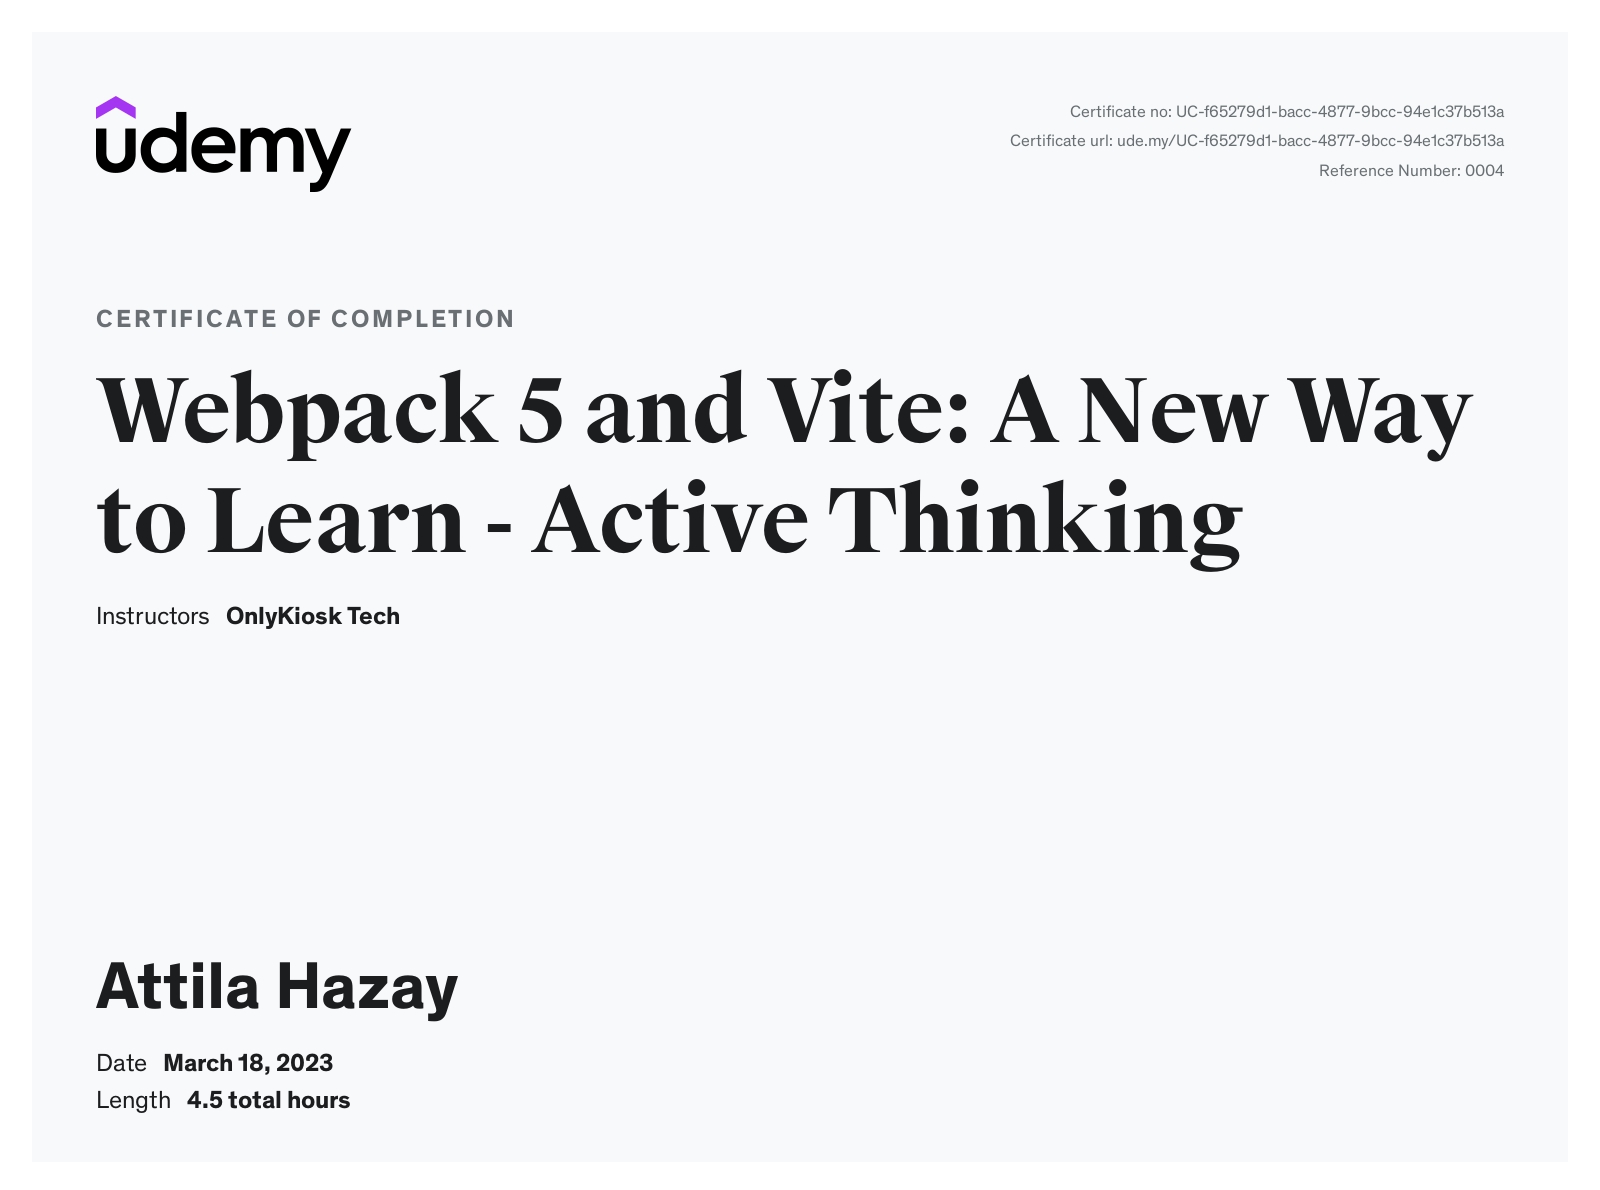 udemy
Certificate no: UC-f65279d1-bacc-4877-9bcc-94e1c37b513a
Certificate url: ude.my/UC-f65279d1-bacc-4877-9bcc-94e1c37b513a
Reference Number: 0004
CERTIFICATE OF COMPLETION
Webpack 5 and Vite: A New Way
to Learn - Active Thinking
Instructors OnlyKiosk Tech
Attila Hazay
Date March 18, 2023
Length 4.5 total hours